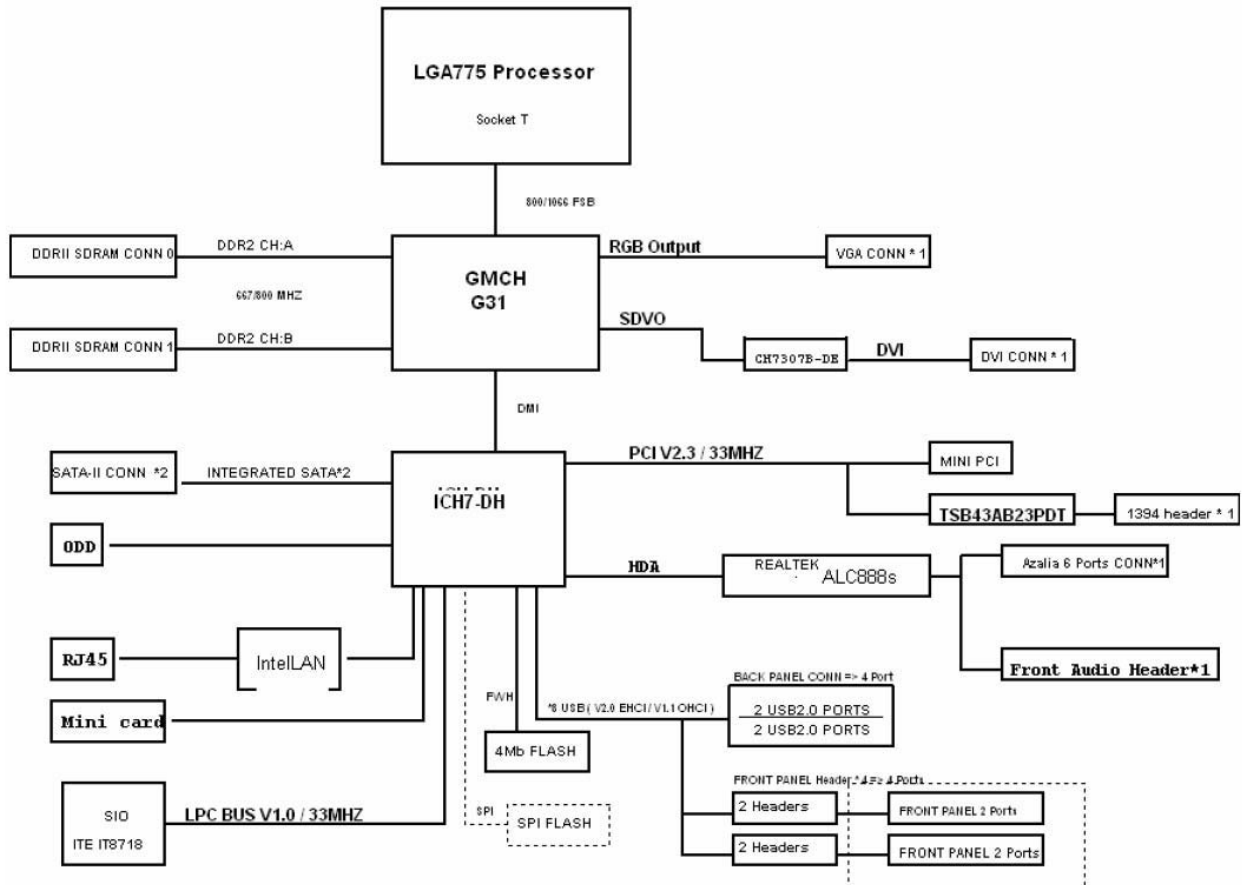 LGA775 Processor
Socket T
800/1066 FSB
DDRII SDRAM CONN 0
DDR2 CH:A
GMCH
G31
RGB Output
VGA CONN * 1
667/800 MHZ
DDRII SDRAM CONN 1
DDR2 CH:B
SDVO
CH7307B-DE
DVI
DVI CONN * 1
DMI
SATA-II CONN *2
INTEGRATED SATA*2
ICH7-DH
PCI V2.3 / 33MHZ
MINI PCI
TSB43AB23PDT
1394 header * 1
ODD
HDA
REALTEK
ALC888s
Azalia 6 Ports CONN*1
Front Audio Header*1
RJ45
IntelLAN
Mini card
FWH
4Mb FLASH
*8 USB( V2.0 EHCI/ V1.1 OHCI )
BACK PANEL CONN => 4 Port
2 USB2.0 PORTS
2 USB2.0 PORTS
FRONT PANEL Header *4 => 4 Ports
2 Headers
FRONT PANEL 2 Ports
2 Headers
FRONT PANEL 2 Ports
SIO
ITE IT8718
LPC BUS V1.0 / 33MHZ
SPI
SPI FLASH